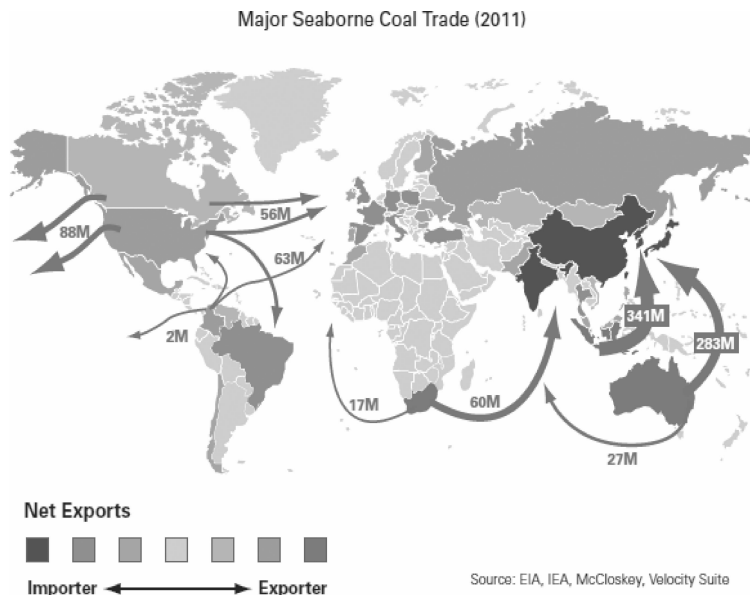 Major Seaborne Coal Trade (2011)
56M
88M
63M
2M
341M
283M
17M
60M
27M
Net Exports
Importer
Exporter
Source: EIA, IEA, McCloskey, Velocity Suite